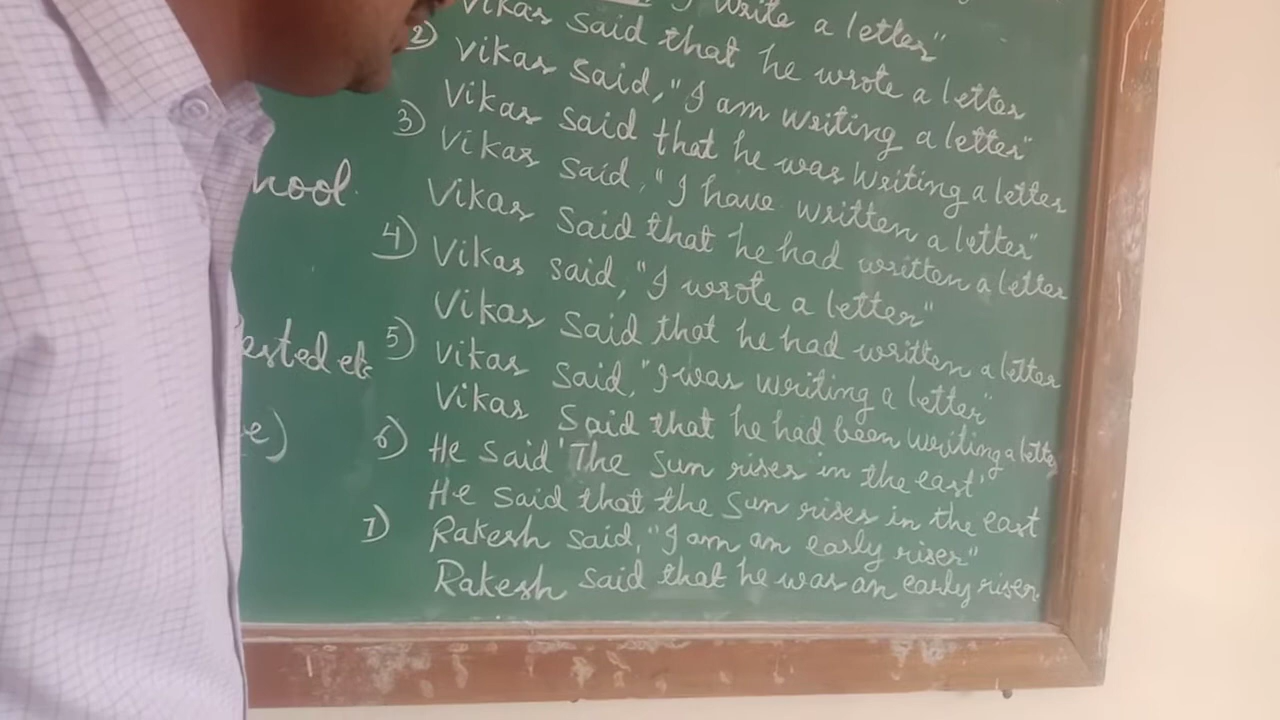 I write a letter"
Vikas said that he wrote a letter
2) Vikas said, "I am writing a letter"
Vikas said that he was writing a letter
3) Vikas said, "I have written a letter"
Vikas said that he had written a letter
4) Vikas said, "I wrote a letter"
Vikas said that he had written a letter
5) Vikas said, "I was writing a letter"
Vikas said that he had been writing a letter
6) He said 'The Sun rises in the east'
He said that the Sun rises in the east
7) Rakesh said, "I am an early riser"
Rakesh said that he was an early riser.